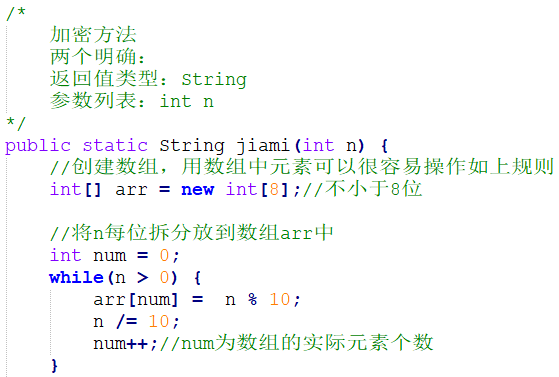 /*
    加密方法
    两个明确：
    返回值类型：String
    参数列表：int n
*/
public static String jiami(int n) {
    //创建数组，用数组中元素可以很容易操作如上规则
    int[] arr = new int[8];//不小于8位

    //将n每位拆分放到数组arr中
    int num = 0;
    while(n > 0) {
        arr[num] =  n % 10;
        n /= 10;
        num++;//num为数组的实际元素个数
    }